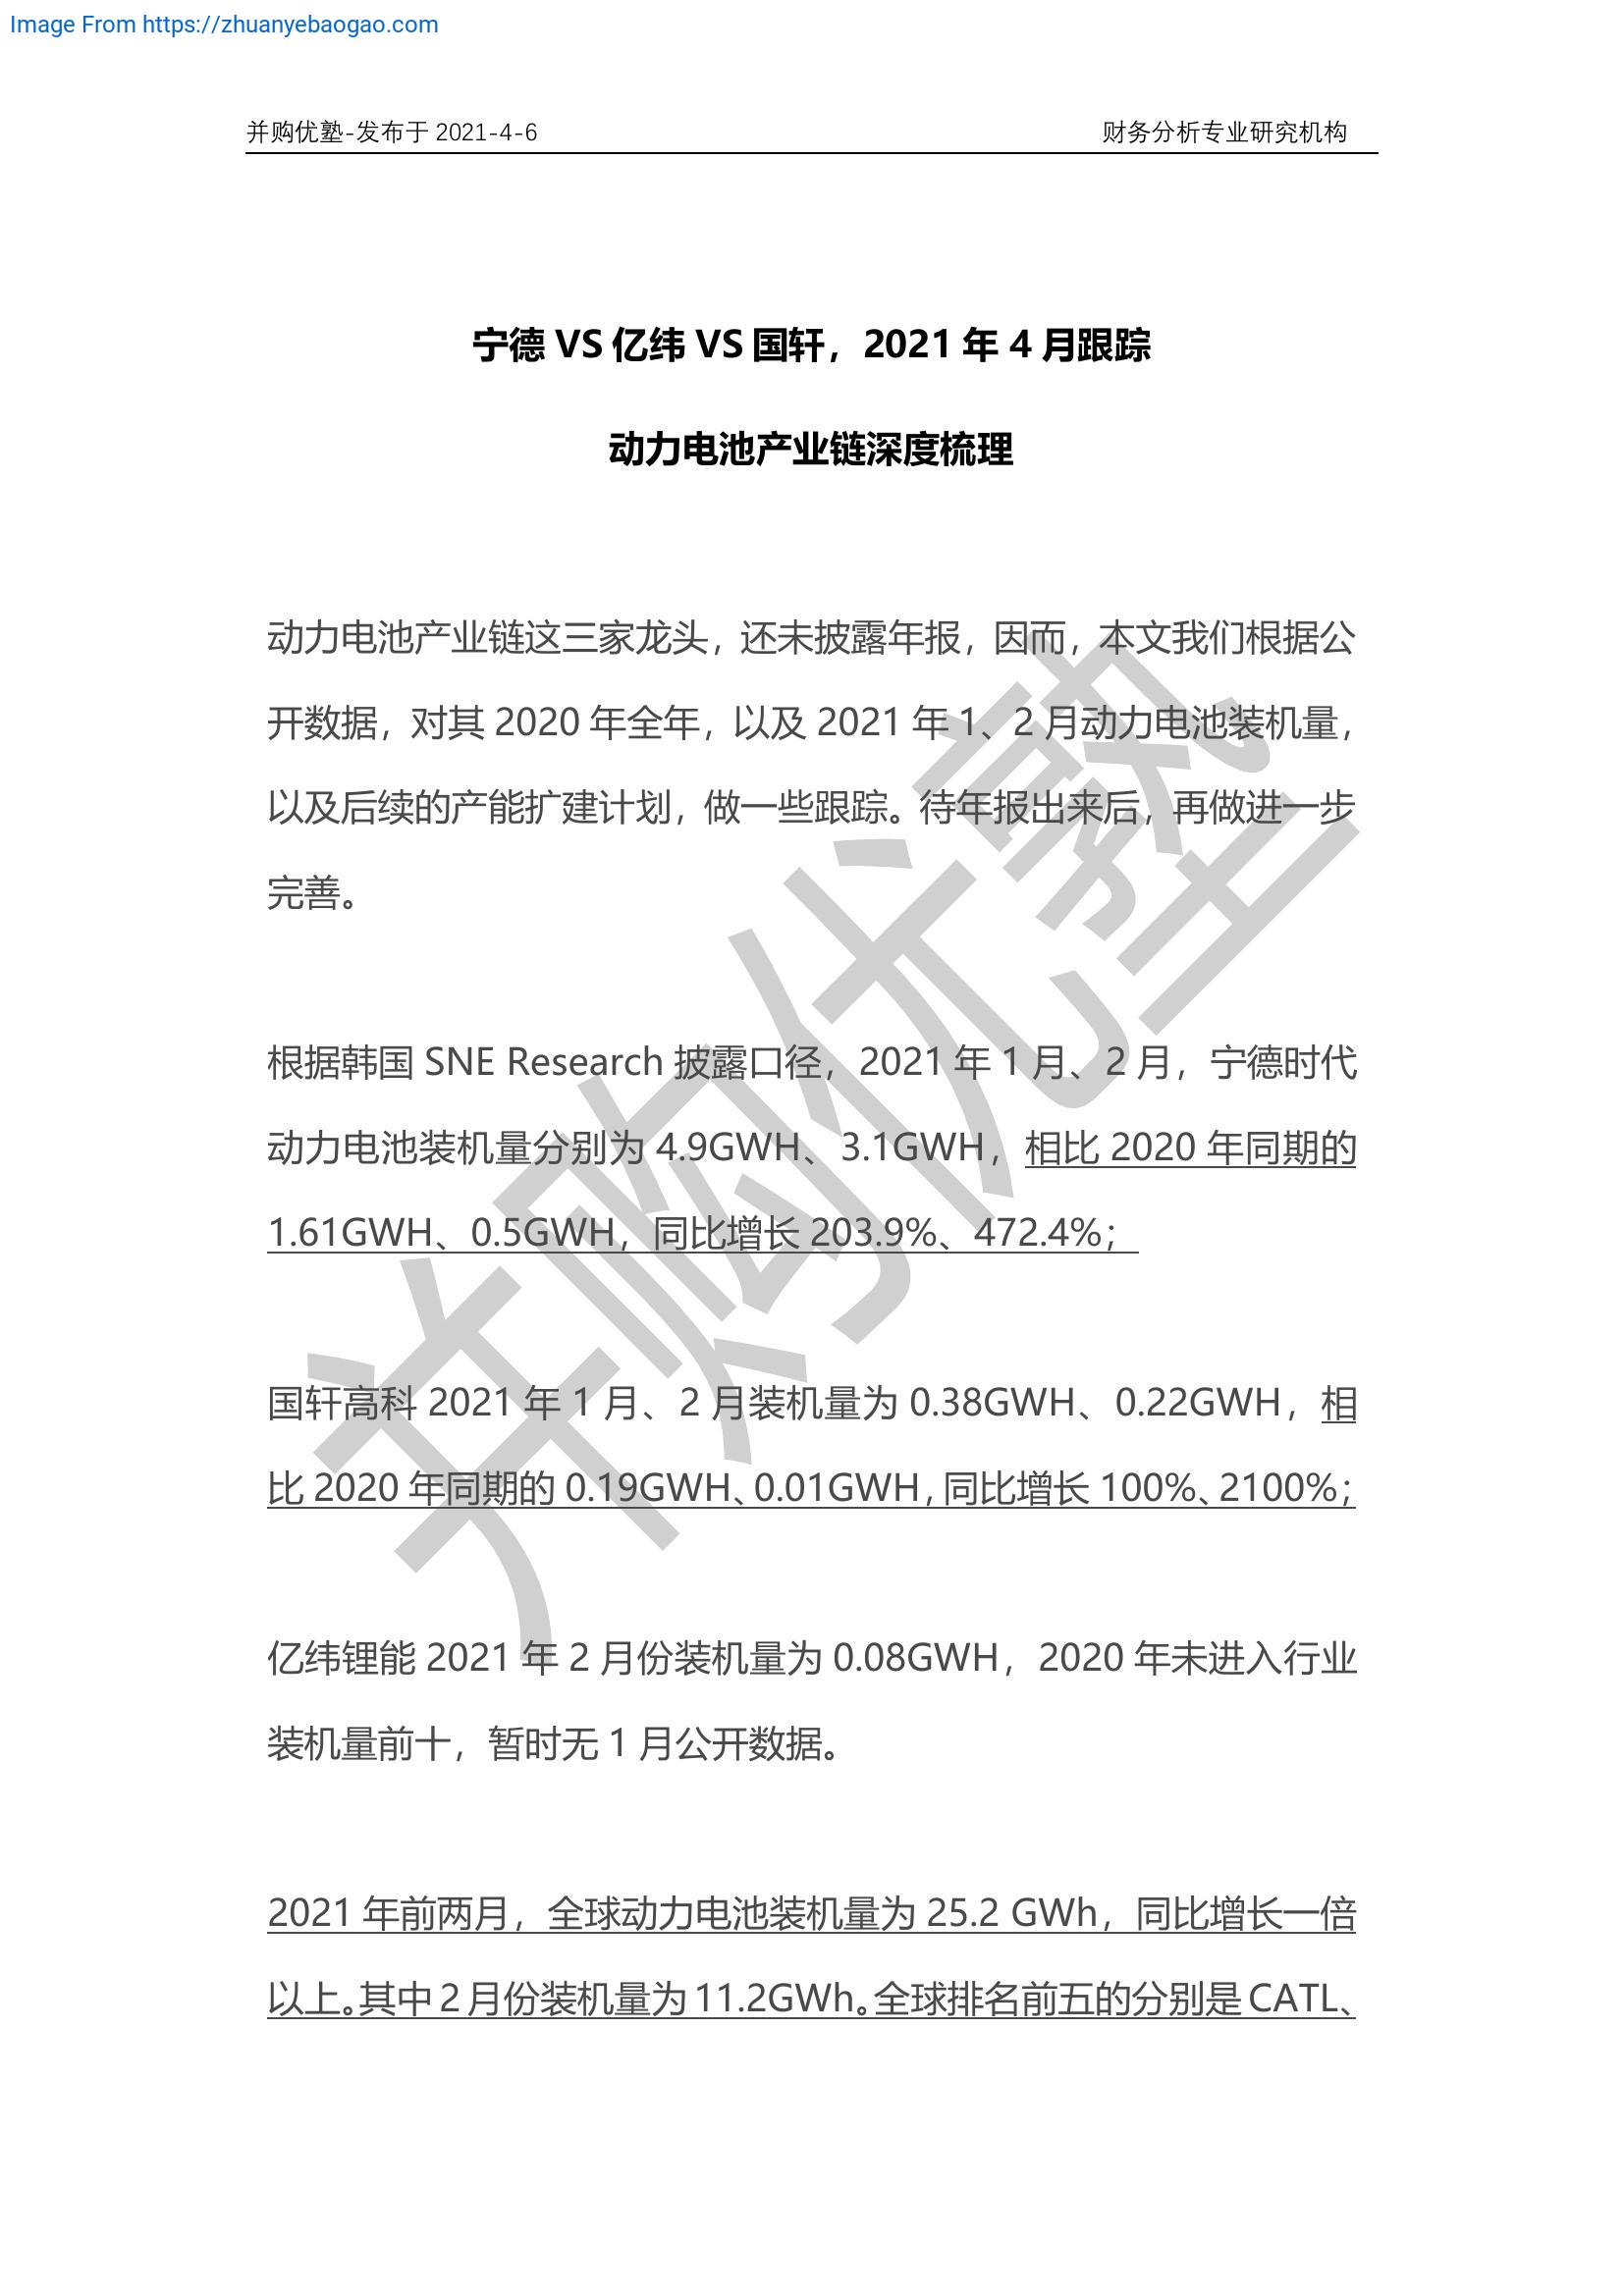 Image From https://zhuanyebaogao.com
并购优塾-发布于 2021-4-6 财务分析专业研究机构
宁德 VS 亿纬 VS 国轩，2021 年 4 月跟踪
动力电池产业链深度梳理
动力电池产业链这三家龙头，还未披露年报，因而，本文我们根据公
开数据，对其 2020 年全年，以及 2021 年 1、2 月动力电池装机量，
以及后续的产能扩建计划，做一些跟踪。待年报出来后，再做进一步
完善。
根据韩国 SNE Research 披露口径，2021 年 1 月、2 月，宁德时代
动力电池装机量分别为 4.9GWH、3.1GWH，相比 2020 年同期的
1.61GWH、0.5GWH，同比增长 203.9%、472.4%；
国轩高科 2021 年 1 月、2 月装机量为 0.38GWH、0.22GWH，相
比 2020 年同期的 0.19GWH、0.01GWH，同比增长 100%、2100%；
亿纬锂能 2021 年 2 月份装机量为 0.08GWH，2020 年未进入行业
装机量前十，暂时无 1 月公开数据。
2021 年前两月，全球动力电池装机量为 25.2 GWh，同比增长一倍
以上。其中 2 月份装机量为 11.2GWh。全球排名前五的分别是 CATL、
并购优塾